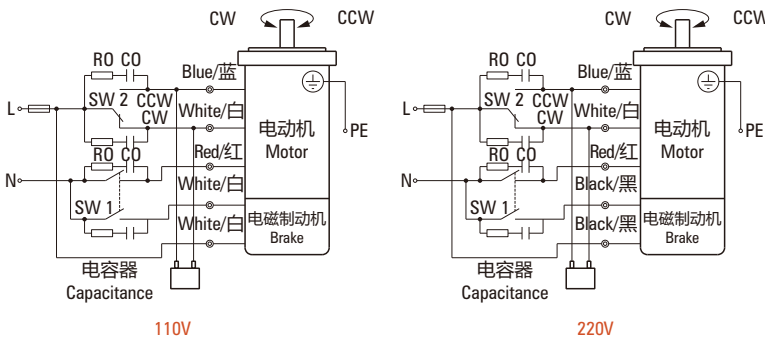 CW CCW
RO CO
Blue/蓝
L
SW 2 CCW
CW
White/白
电动机
Motor
PE
RO CO
Red/红
N
White/白
SW 1
White/白
电磁制动机
Brake
电容器
Capacitance
110V
CW CCW
RO CO
Blue/蓝
L
SW 2 CCW
CW
White/白
电动机
Motor
PE
RO CO
Red/红
N
Black/黑
SW 1
Black/黑
电磁制动机
Brake
电容器
Capacitance
220V